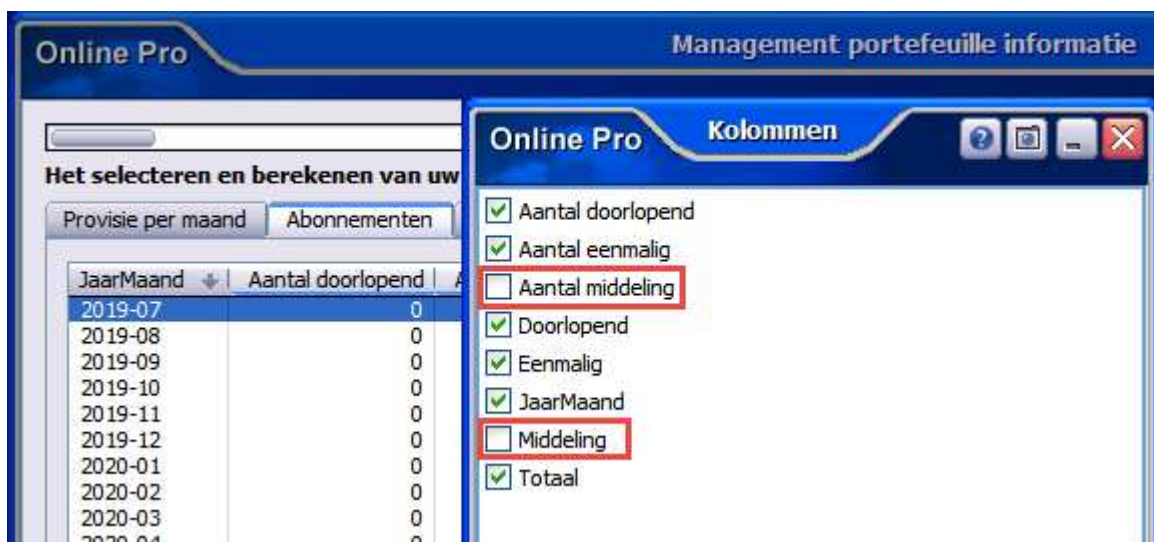 Online Pro
Management portefeuille informatie
Het selecteren en berekenen van uw
Provisie per maand Abonnementen
JaarMaand Aantal doorlopend
2019-07 0
2019-08 0
2019-09 0
2019-10 0
2019-11 0
2019-12 0
2020-01 0
2020-02 0
2020-03 0
Online Pro Kolommen
Aantal doorlopend
Aantal eenmalig
Aantal middeling
Doorlopend
Eenmalig
JaarMaand
Middeling
Totaal